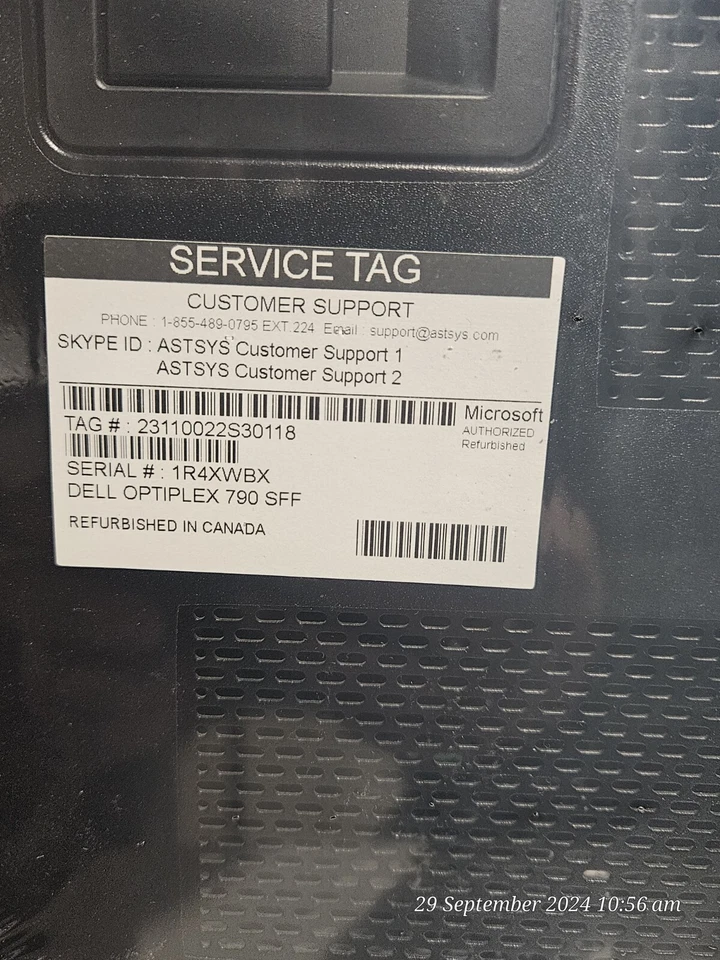 SERVICE TAG
CUSTOMER SUPPORT
PHONE : 1-855-489-0795 EXT.224 Email : support@astsys.com
SKYPE ID : ASTSYS Customer Support 1
ASTSYS Customer Support 2
Microsoft
AUTHORIZED
Refurbished
TAG # : 23110022S30118
SERIAL # : 1R4XWBX
DELL OPTIPLEX 790 SFF
REFURBISHED IN CANADA
29 September 2024 10:56 am